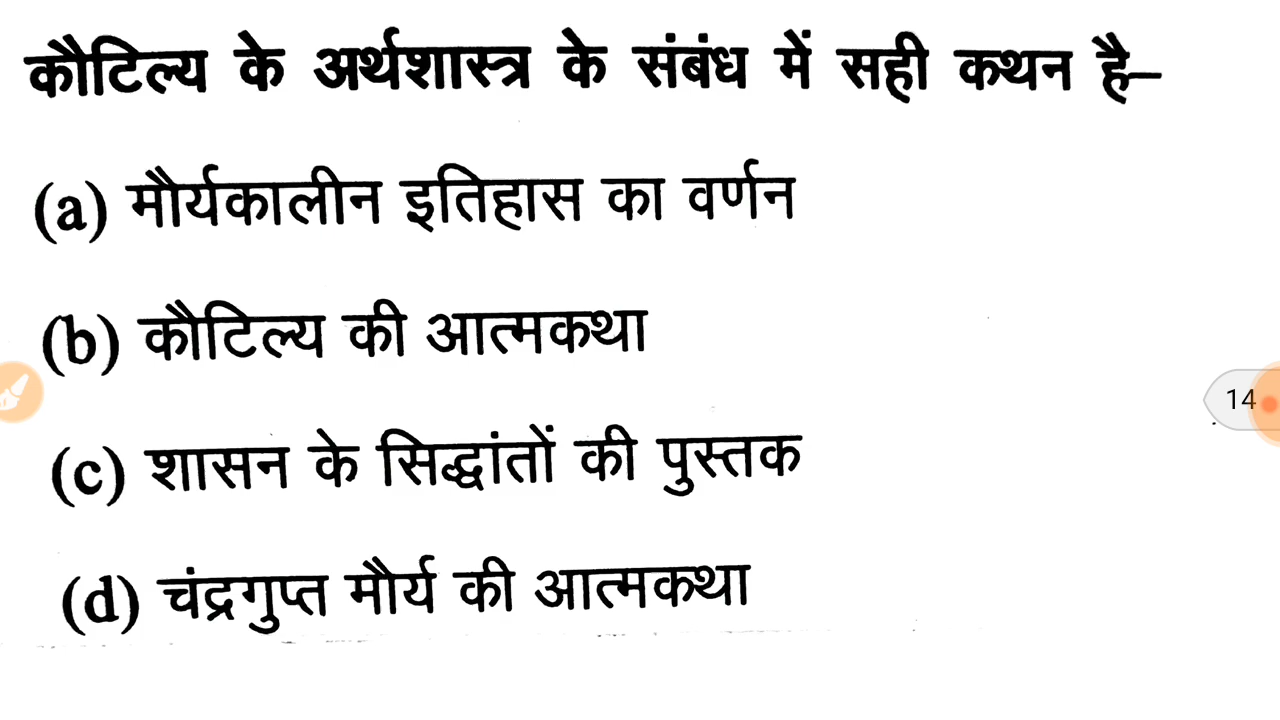 कौटिल्य के अर्थशास्त्र के संबंध में सही कथन है–
(a) मौर्यकालीन इतिहास का वर्णन
(b) कौटिल्य की आत्मकथा
14
(c) शासन के सिद्धांतों की पुस्तक
(d) चंद्रगुप्त मौर्य की आत्मकथा